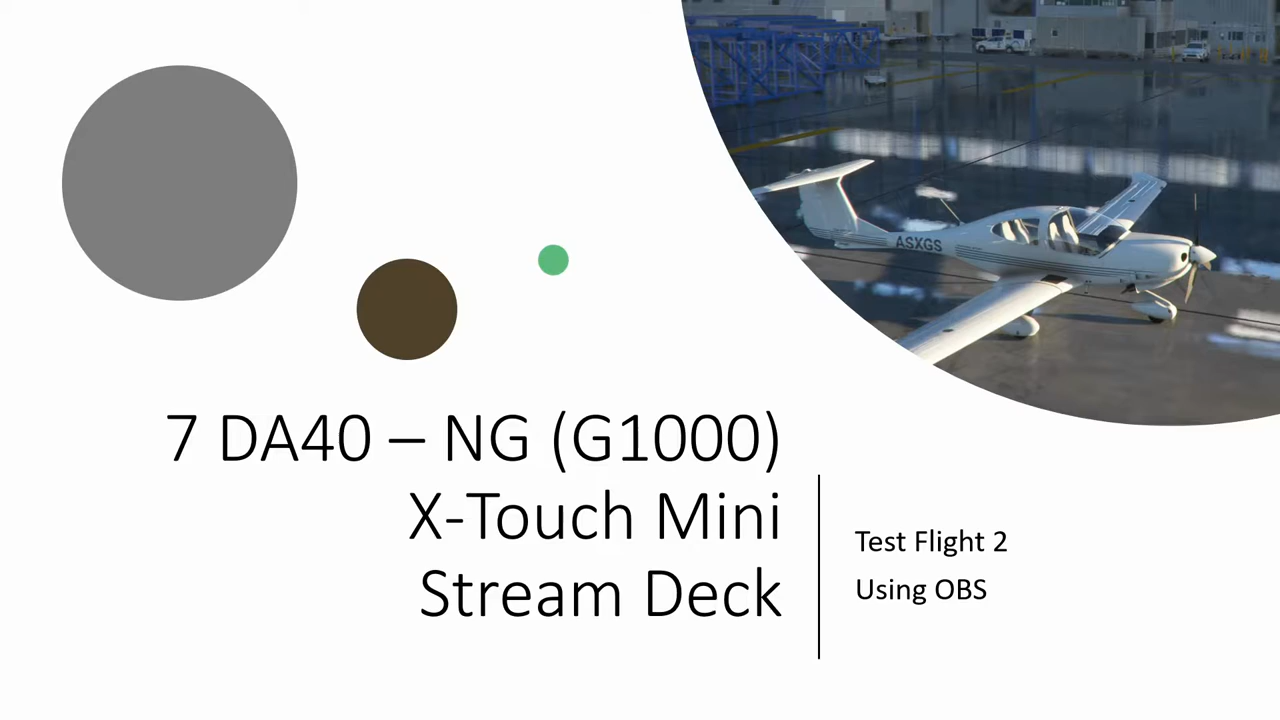 ASXGS
7 DA40 – NG (G1000)
X-Touch Mini
Stream Deck
Test Flight 2
Using OBS